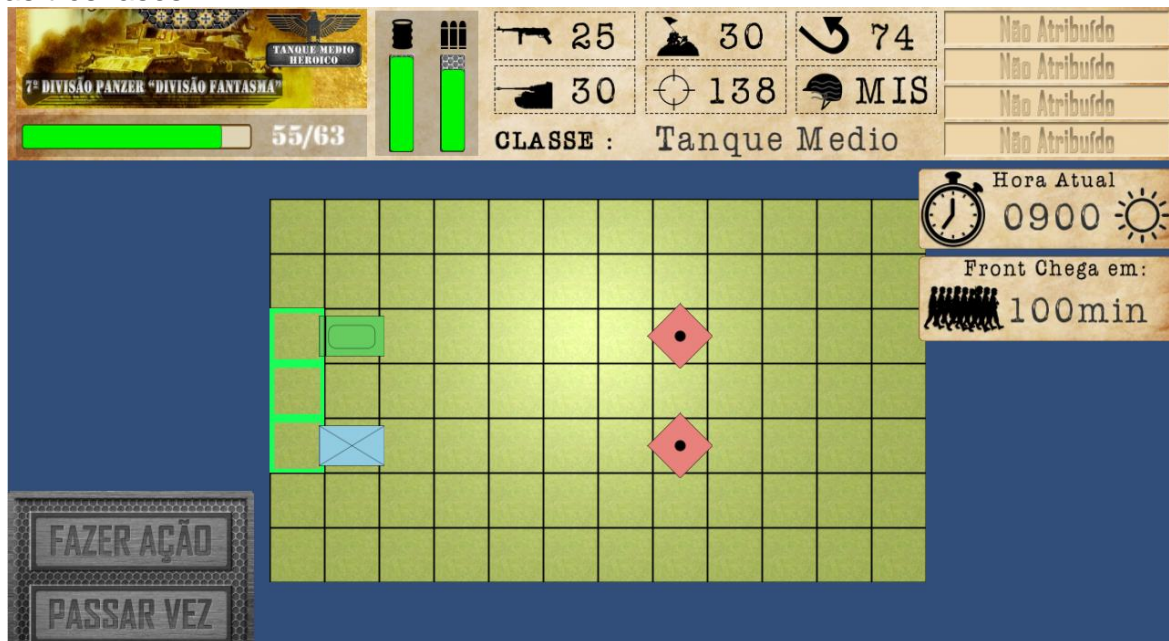 TANQUE MEDIO
HEROICO
7ª DIVISÃO PANZER "DIVISÃO FANTASMA"
55/63
25
30
74
30
138
MIS
CLASSE : Tanque Medio
Não Atribuído
Não Atribuído
Não Atribuído
Não Atribuído
Hora Atual
0900
Front Chega em:
100min
FAZER AÇÃO
PASSAR VEZ